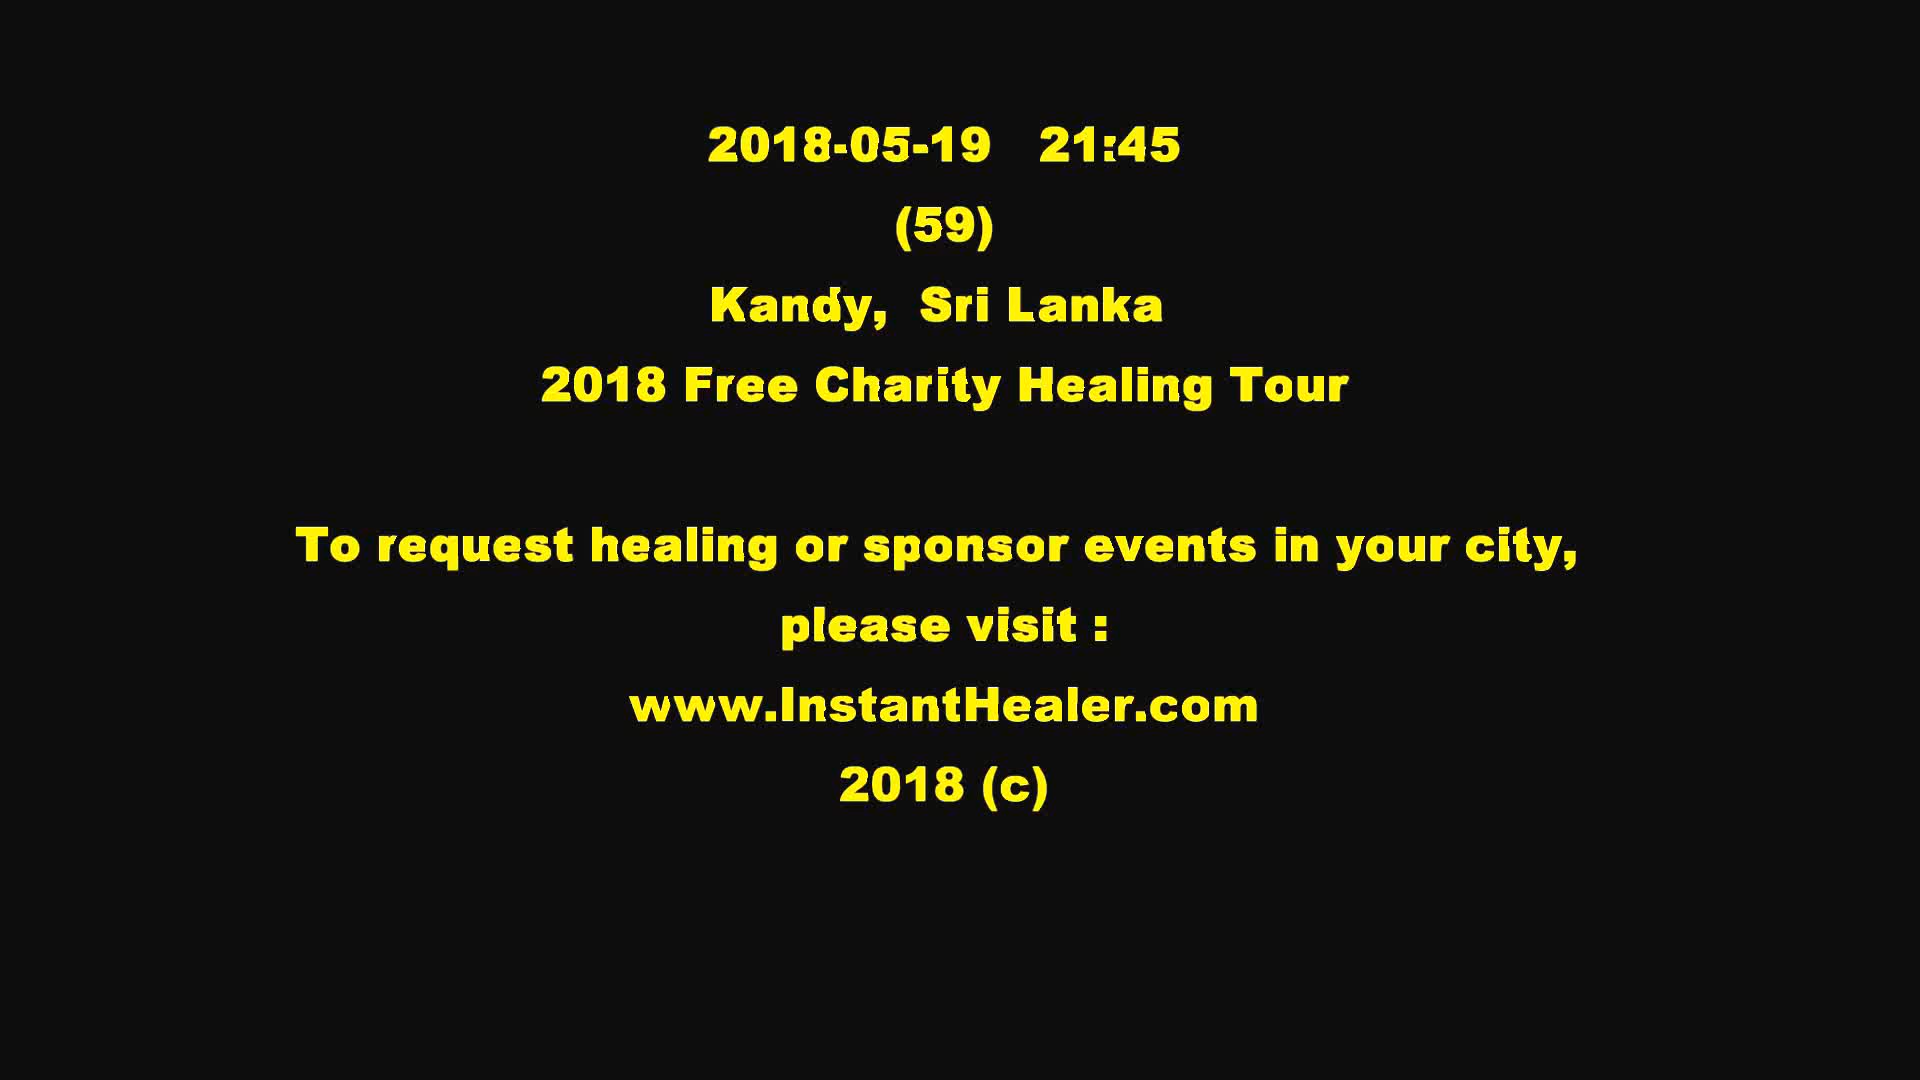 2018-05-19   21:45
(59)
Kandy,  Sri Lanka
2018 Free Charity Healing Tour
To request healing or sponsor events in your city,
please visit :
www.InstantHealer.com
2018 (c)